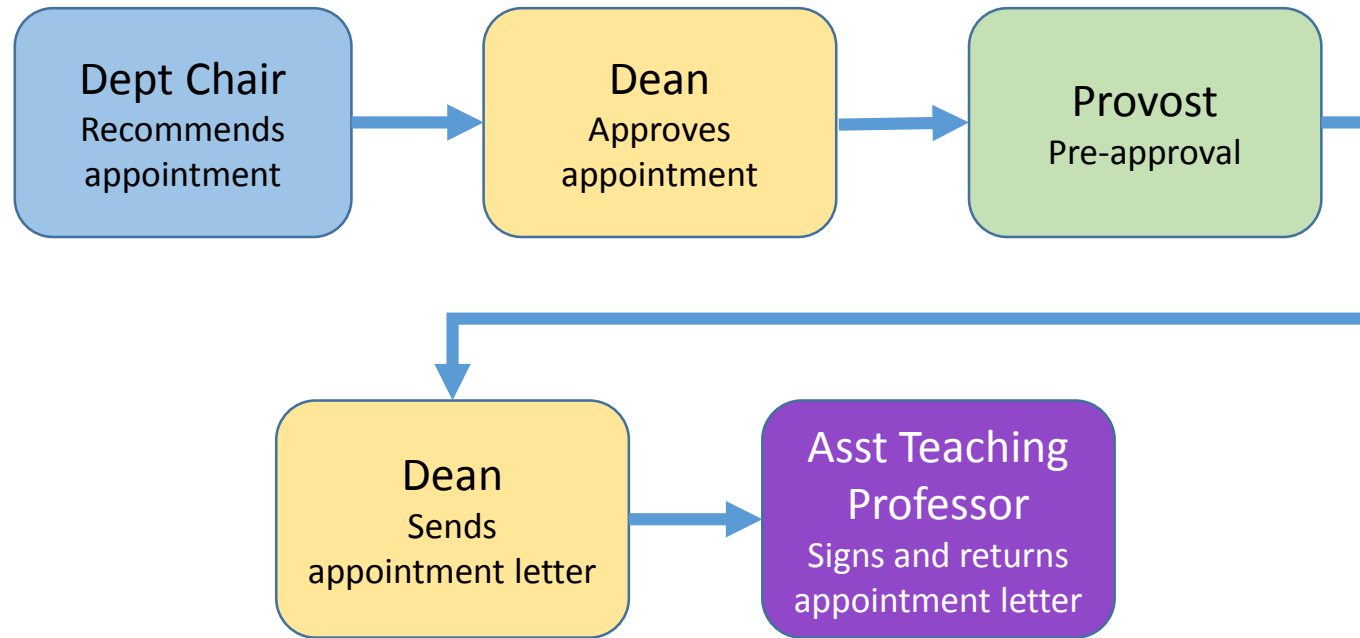 Dept Chair
Recommends
appointment
Dean
Approves
appointment
Provost
Pre-approval
Dean
Sends
appointment letter
Asst Teaching
Professor
Signs and returns
appointment letter